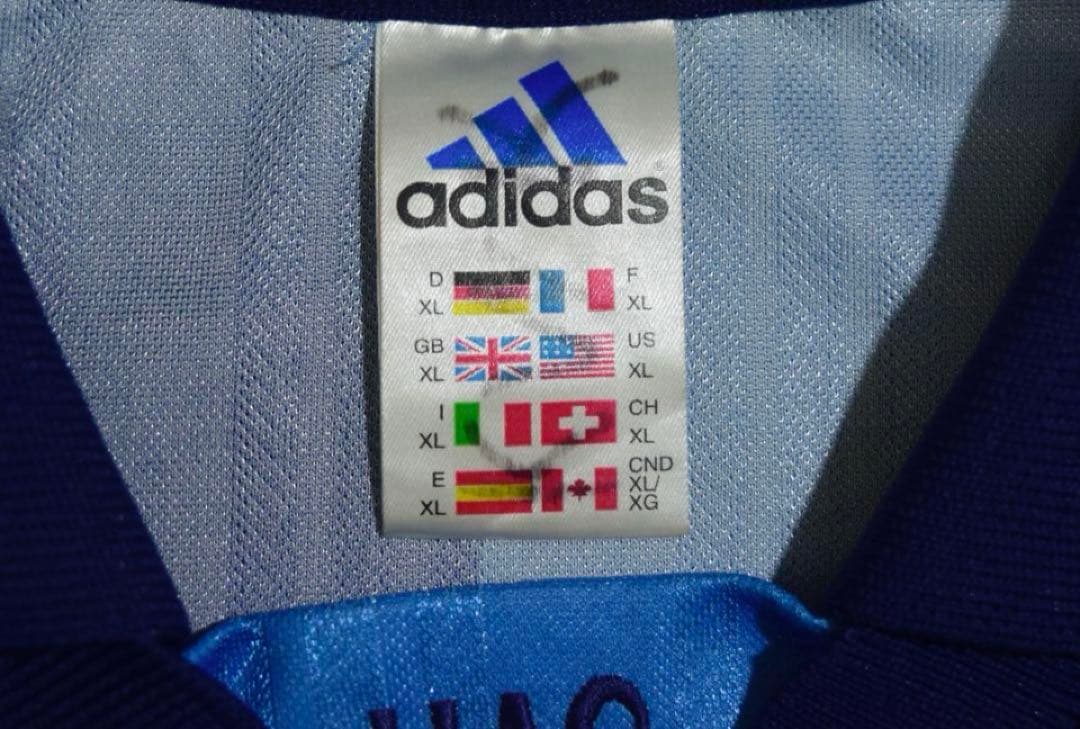 adidas
D XL F XL
GB XL US XL
I XL CH XL
E XL CND XL/ XG